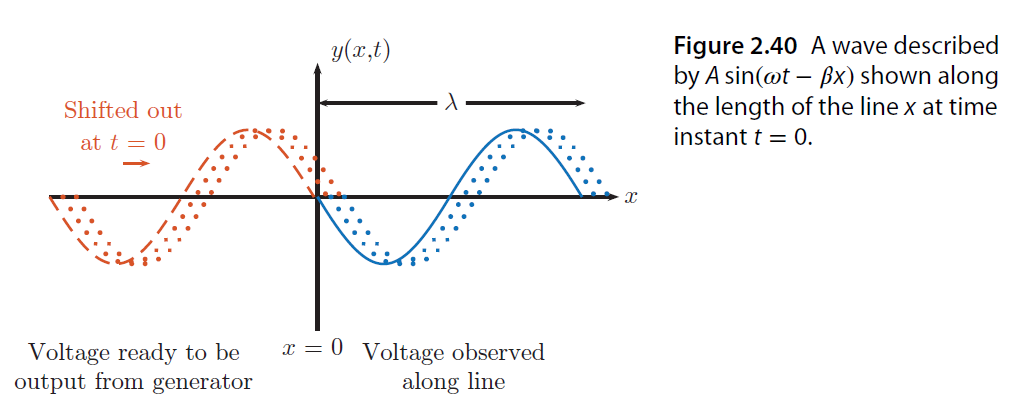 y(x,t)
Figure 2.40 A wave described
by A sin(ωt – βx) shown along
the length of the line x at time
instant t = 0.
Shifted out
at t = 0
λ
x
Voltage ready to be
output from generator
x = 0
Voltage observed
along line